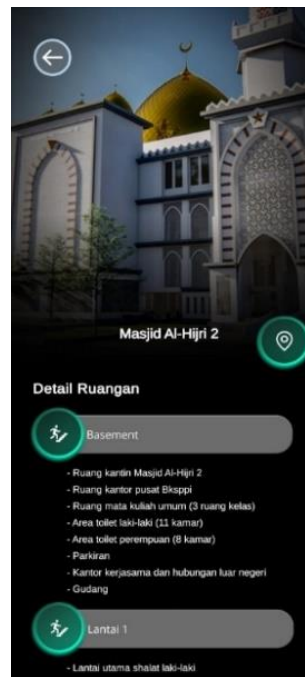 Masjid Al-Hijri 2
Detail Ruangan
Basement
- Ruang kantin Masjid Al-Hijri 2
- Ruang kantor pusat Bksppi
- Ruang mata kuliah umum (3 ruang kelas)
- Area toilet laki-laki (11 kamar)
- Area toilet perempuan (8 kamar)
- Parkiran
- Kantor kerjasama dan hubungan luar negeri
- Gudang
Lantai 1
- Lantai utama shalat laki-laki